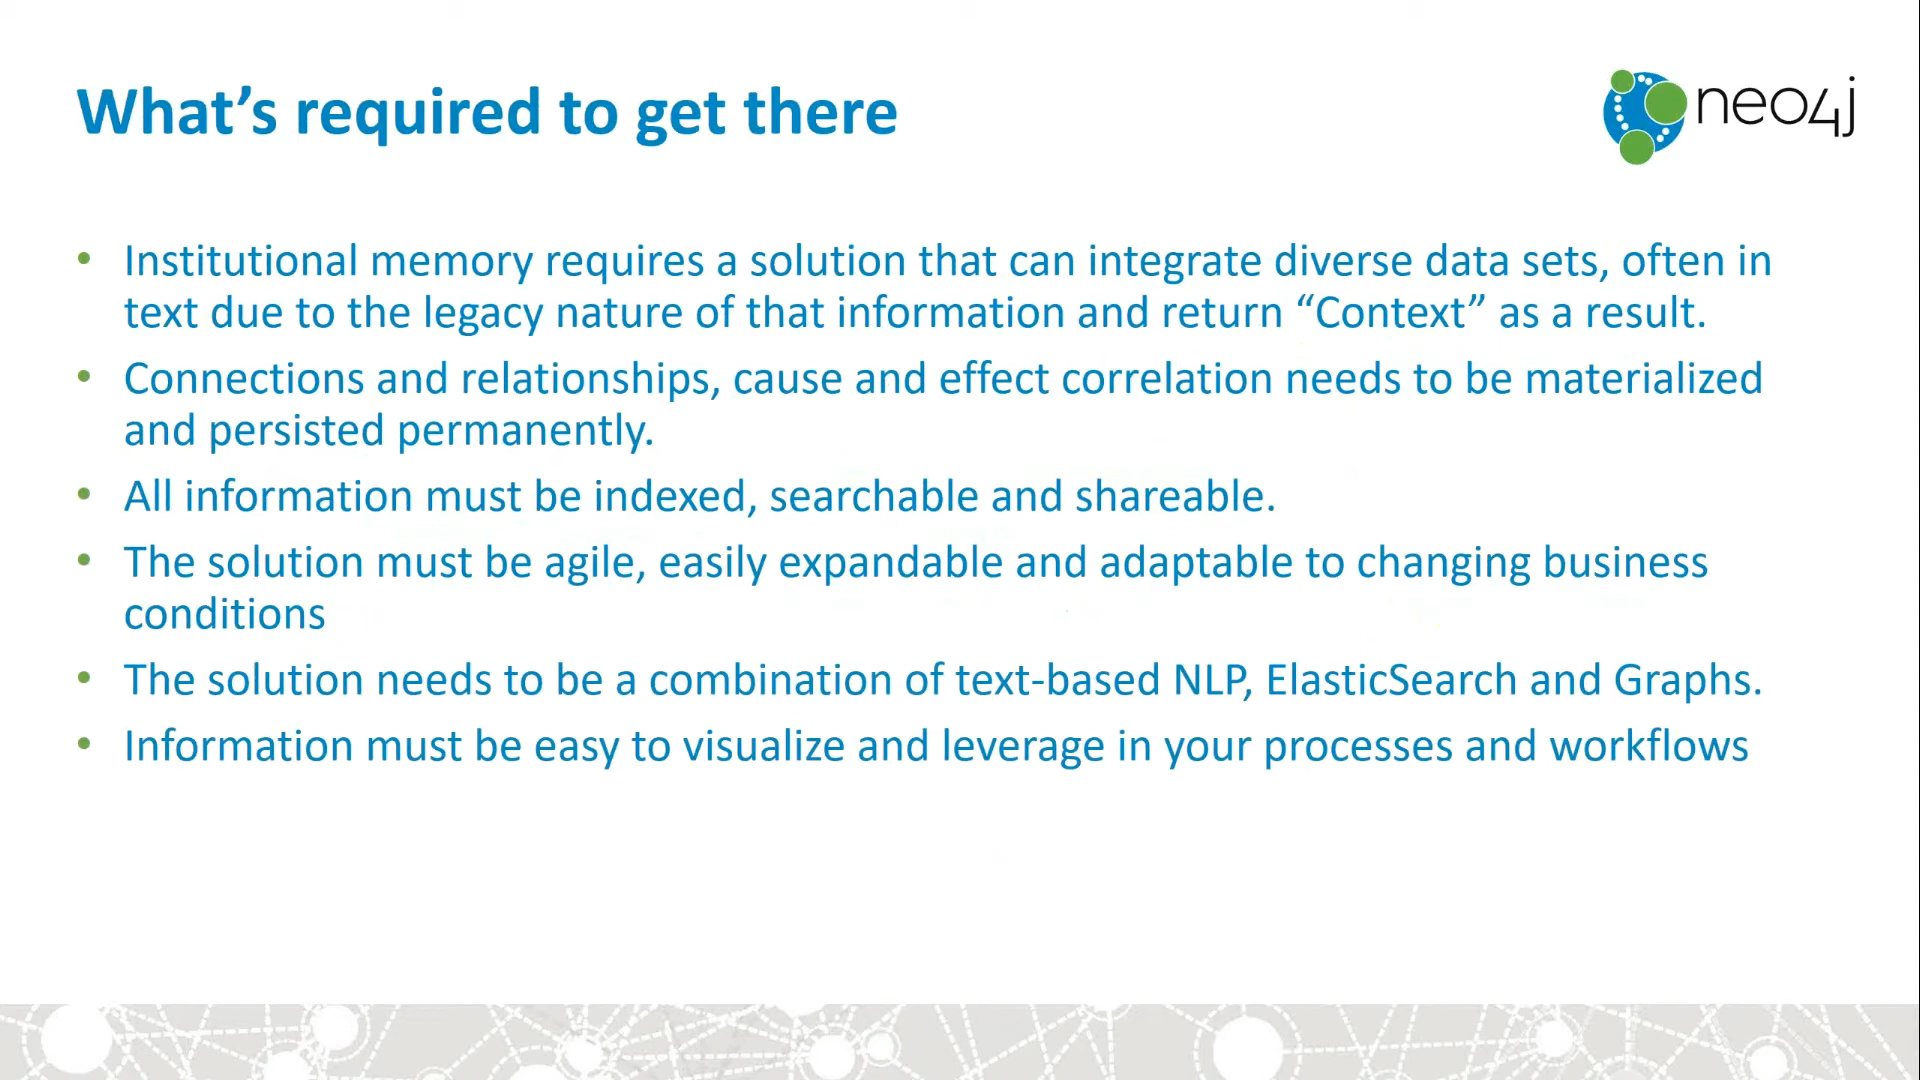 What’s required to get there
neo4j
• Institutional memory requires a solution that can integrate diverse data sets, often in
text due to the legacy nature of that information and return “Context” as a result.
• Connections and relationships, cause and effect correlation needs to be materialized
and persisted permanently.
• All information must be indexed, searchable and shareable.
• The solution must be agile, easily expandable and adaptable to changing business
conditions
• The solution needs to be a combination of text-based NLP, ElasticSearch and Graphs.
• Information must be easy to visualize and leverage in your processes and workflows